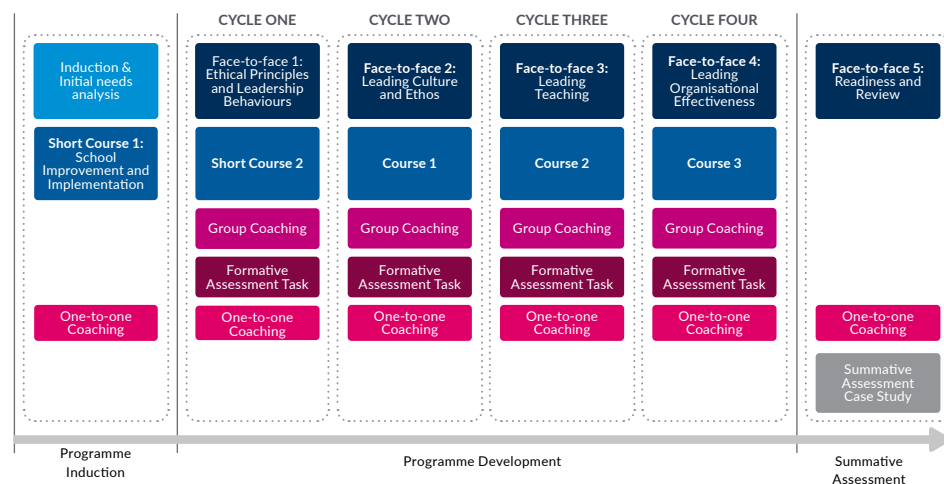 CYCLE ONE
CYCLE TWO
CYCLE THREE
CYCLE FOUR
Induction &
Initial needs
analysis
Short Course 1:
School
Improvement and
Implementation
One-to-one
Coaching
Face-to-face 1:
Ethical Principles
and Leadership
Behaviours
Short Course 2
Group Coaching
Formative
Assessment Task
One-to-one
Coaching
Face-to-face 2:
Leading Culture
and Ethos
Course 1
Group Coaching
Formative
Assessment Task
One-to-one
Coaching
Face-to-face 3:
Leading
Teaching
Course 2
Group Coaching
Formative
Assessment Task
One-to-one
Coaching
Face-to-face 4:
Leading
Organisational
Effectiveness
Course 3
Group Coaching
Formative
Assessment Task
One-to-one
Coaching
Face-to-face 5:
Readiness and
Review
One-to-one
Coaching
Summative
Assessment
Case Study
Programme
Induction
Programme Development
Summative
Assessment